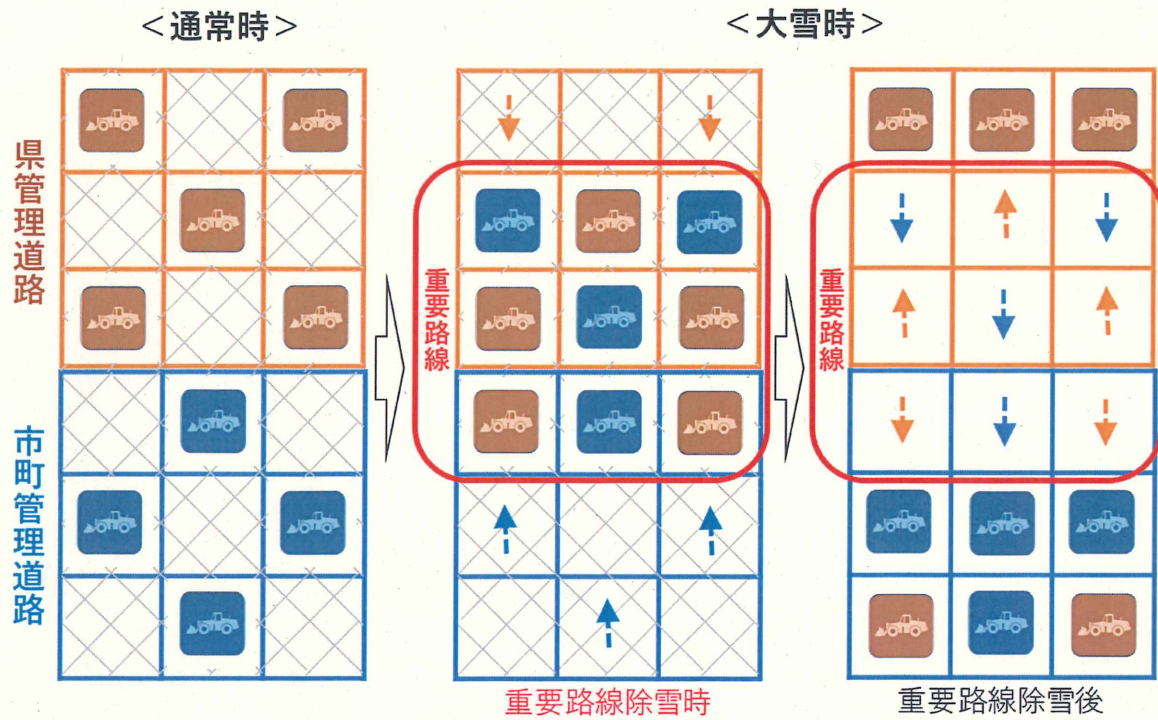 ＜通常時＞
＜大雪時＞
県管理道路
市町管理道路
重要路線
重要路線
重要路線除雪時
重要路線除雪後